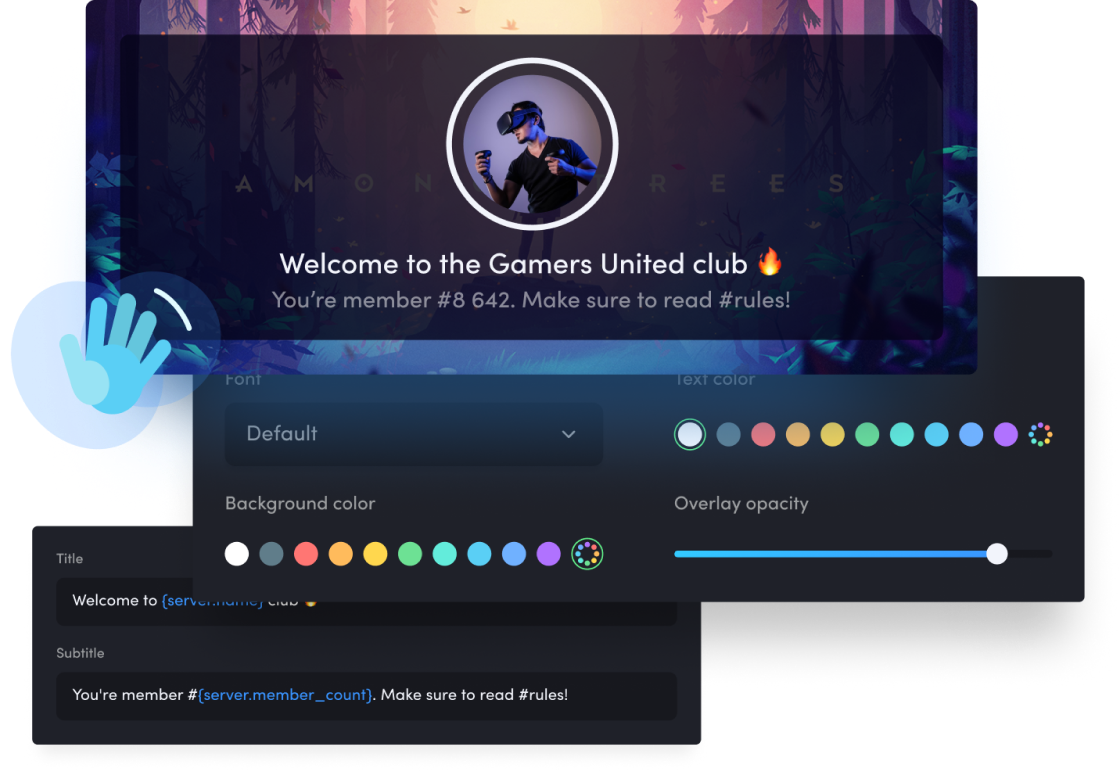 AMON REES
Welcome to the Gamers United club 🔥
You're member #8 642. Make sure to read #rules!
Font
Text color
Default
Background color
Overlay opacity
Title
Welcome to {server.name} club 🔥
Subtitle
You're member #{server.member_count}. Make sure to read #rules!